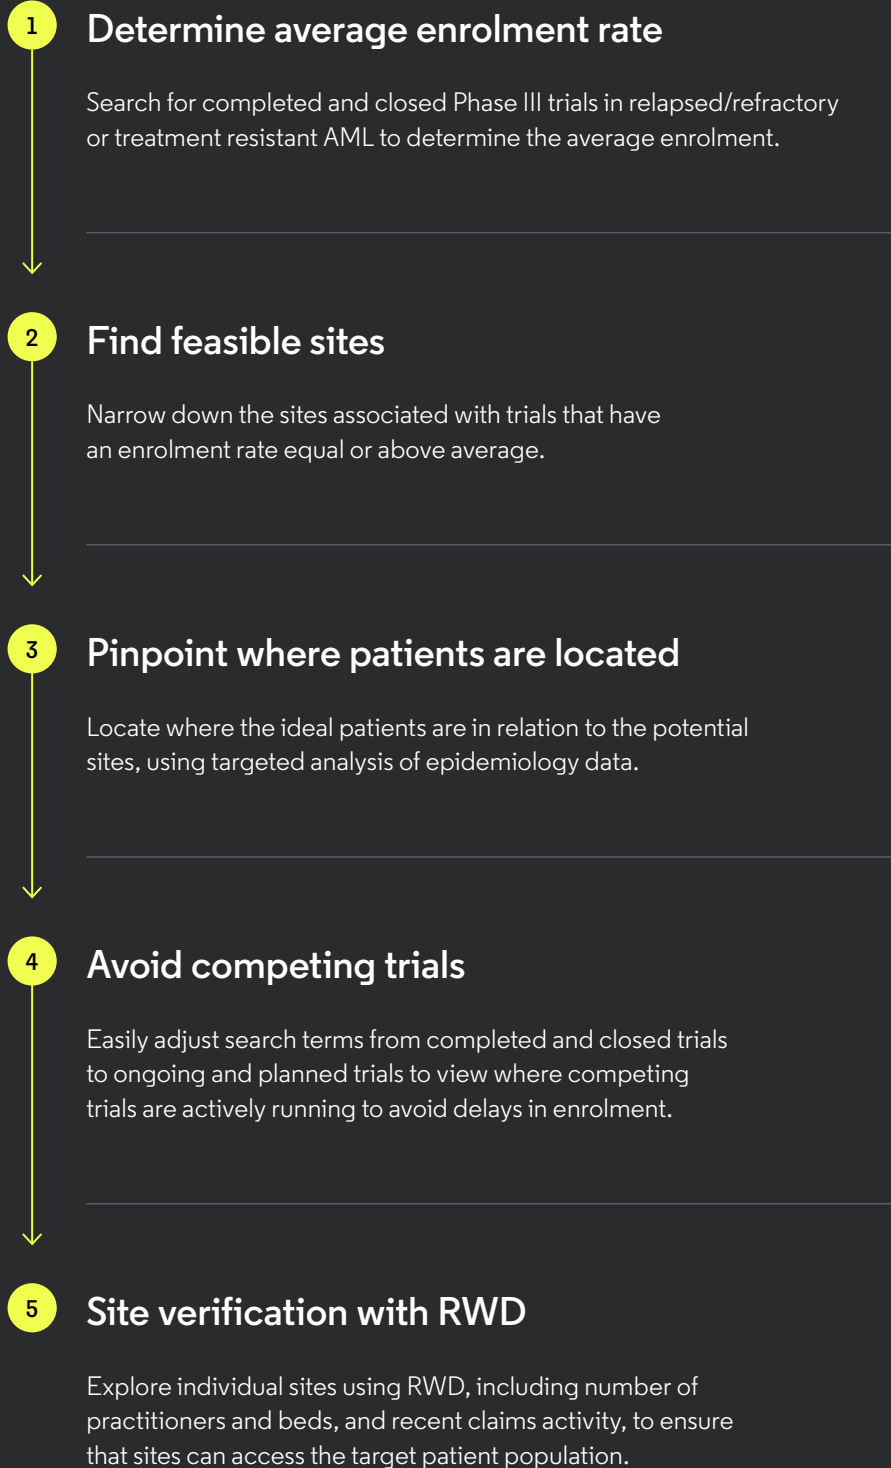 1
Determine average enrolment rate
Search for completed and closed Phase III trials in relapsed/refractory
or treatment resistant AML to determine the average enrolment.
2
Find feasible sites
Narrow down the sites associated with trials that have
an enrolment rate equal or above average.
3
Pinpoint where patients are located
Locate where the ideal patients are in relation to the potential
sites, using targeted analysis of epidemiology data.
4
Avoid competing trials
Easily adjust search terms from completed and closed trials
to ongoing and planned trials to view where competing
trials are actively running to avoid delays in enrolment.
5
Site verification with RWD
Explore individual sites using RWD, including number of
practitioners and beds, and recent claims activity, to ensure
that sites can access the target patient population.